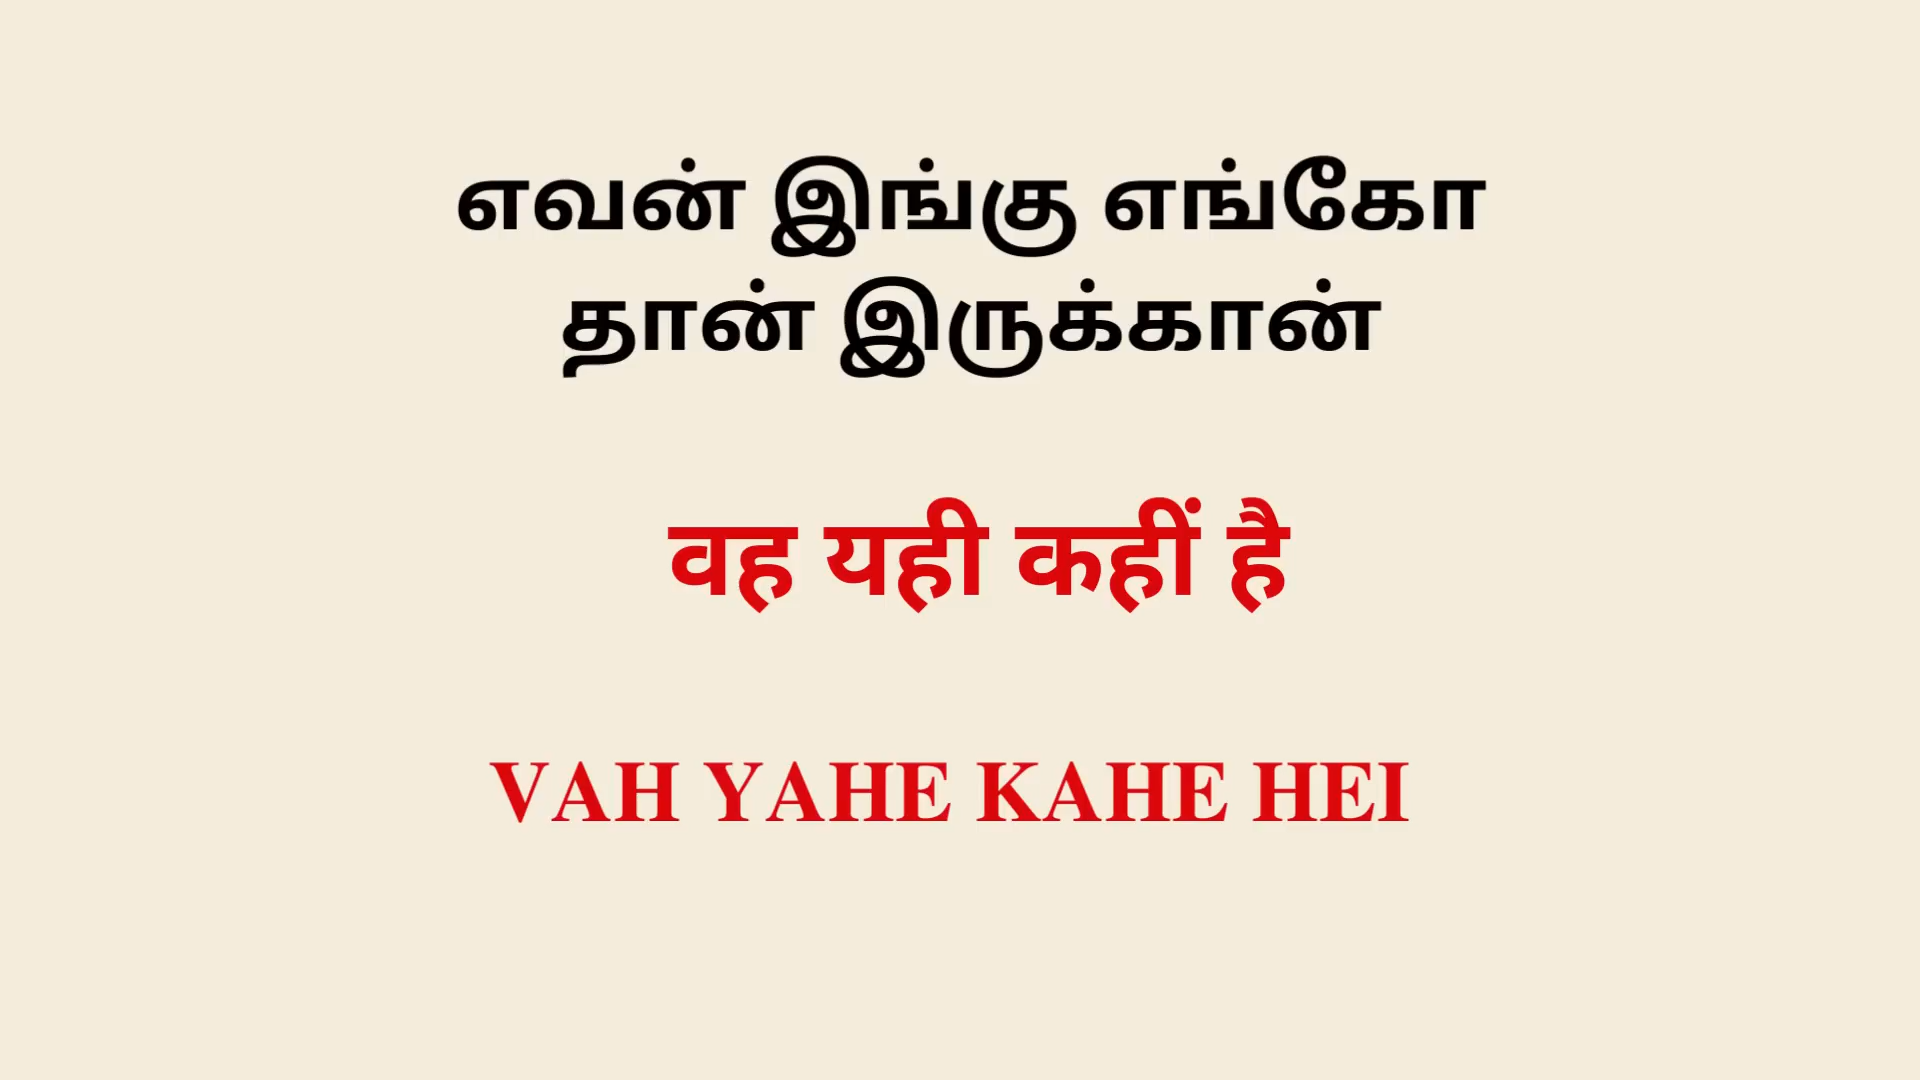 எவன் இங்கு எங்கோ
தான் இருக்கான்
वह यही कहीं है
VAH YAHE KAHE HEI